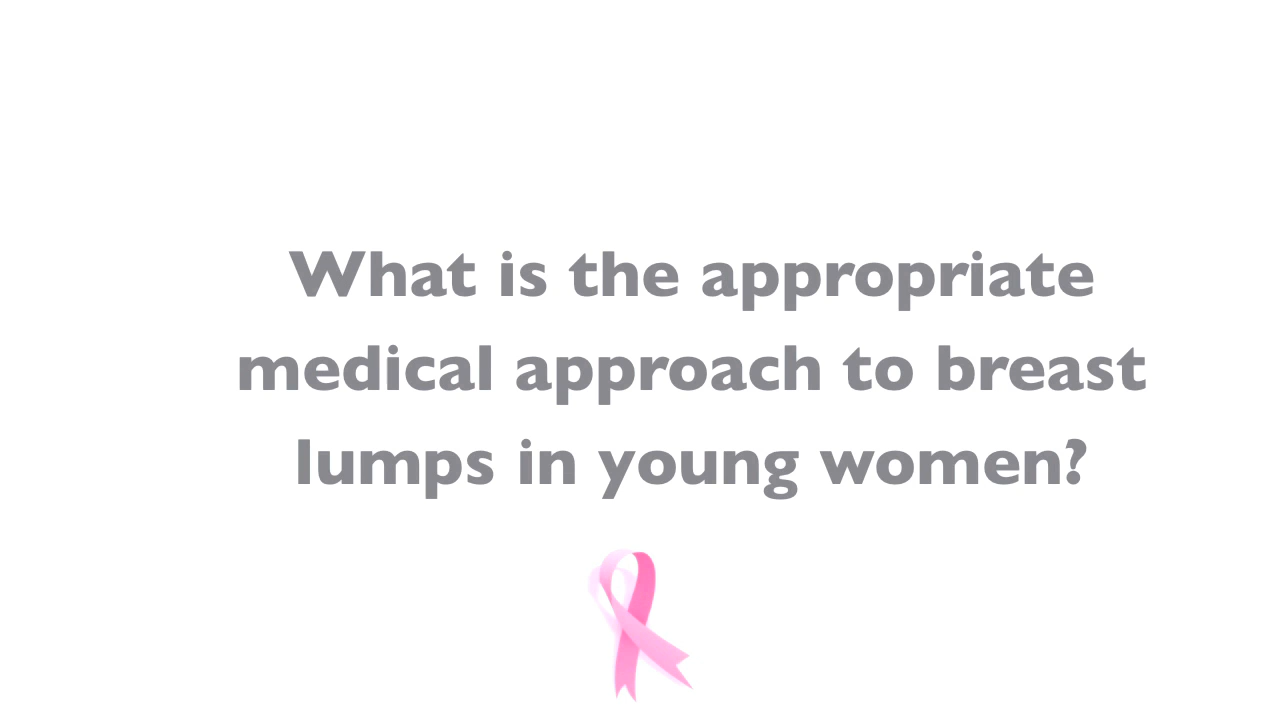 What is the appropriate
medical approach to breast
lumps in young women?